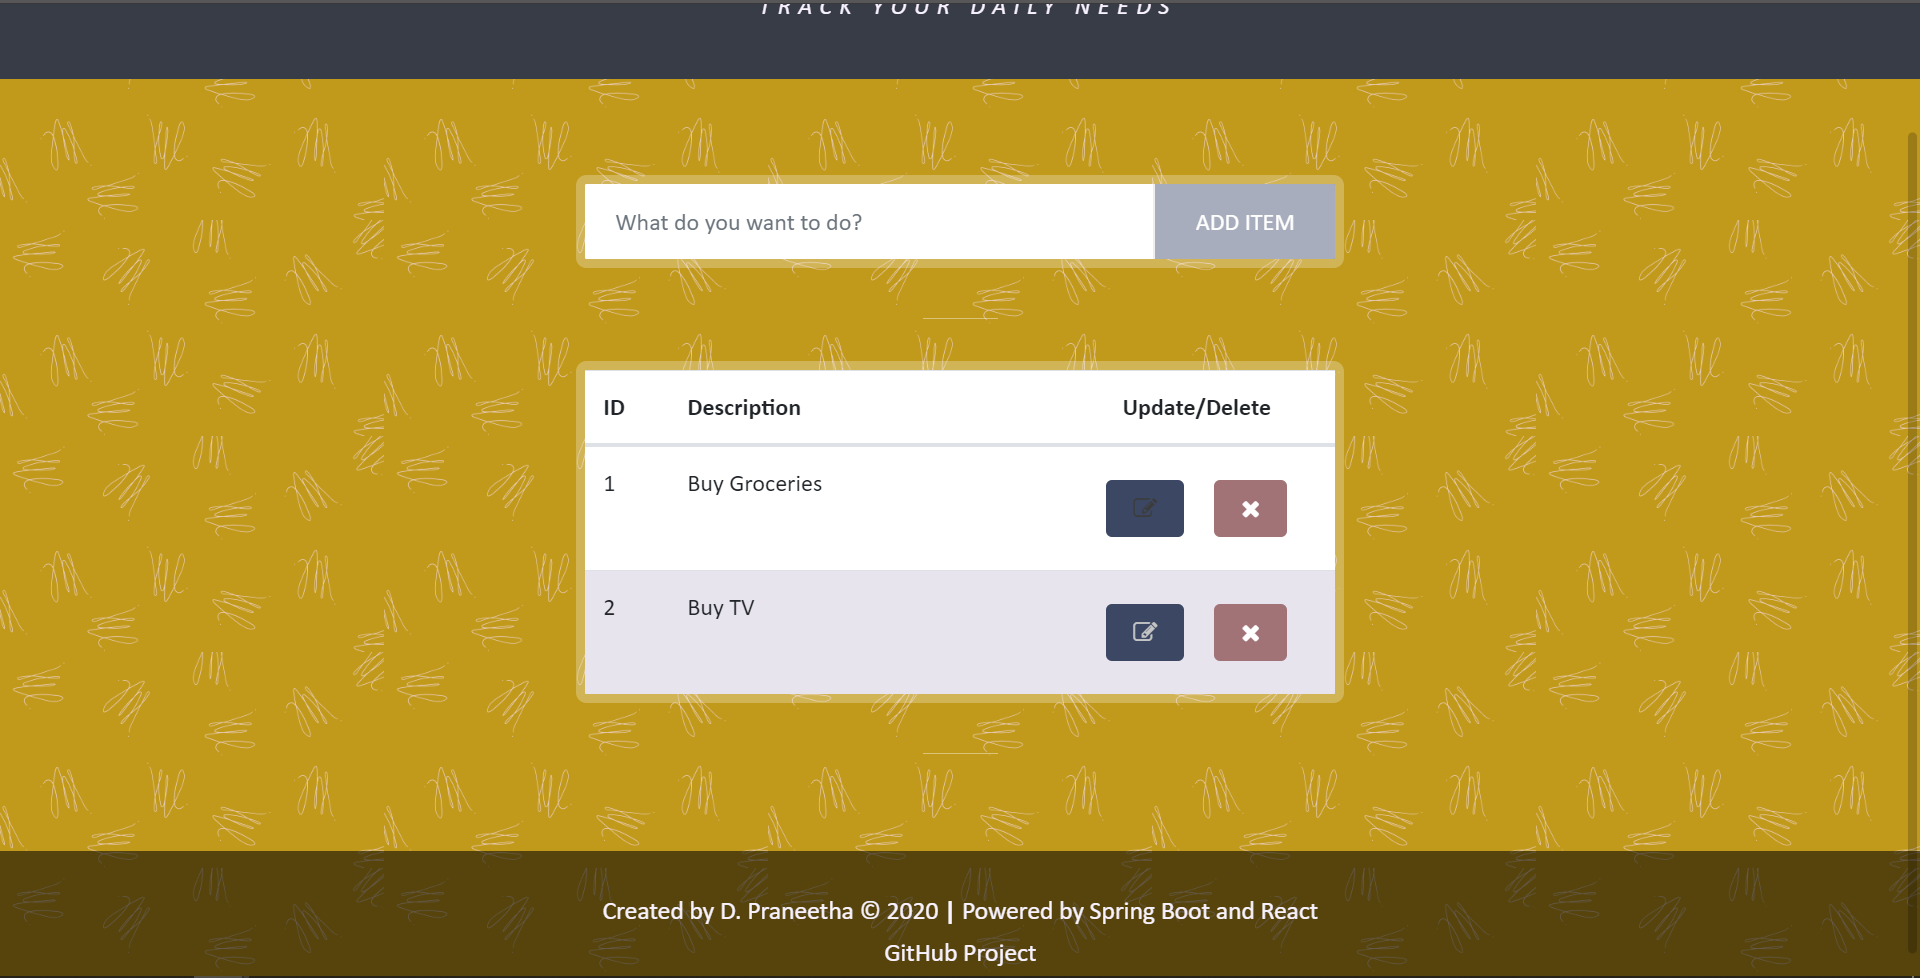 TRACK YOUR DAILY NEEDS
What do you want to do? ADD ITEM
ID Description Update/Delete
1 Buy Groceries
2 Buy TV
Created by D. Praneetha © 2020 | Powered by Spring Boot and React
GitHub Project